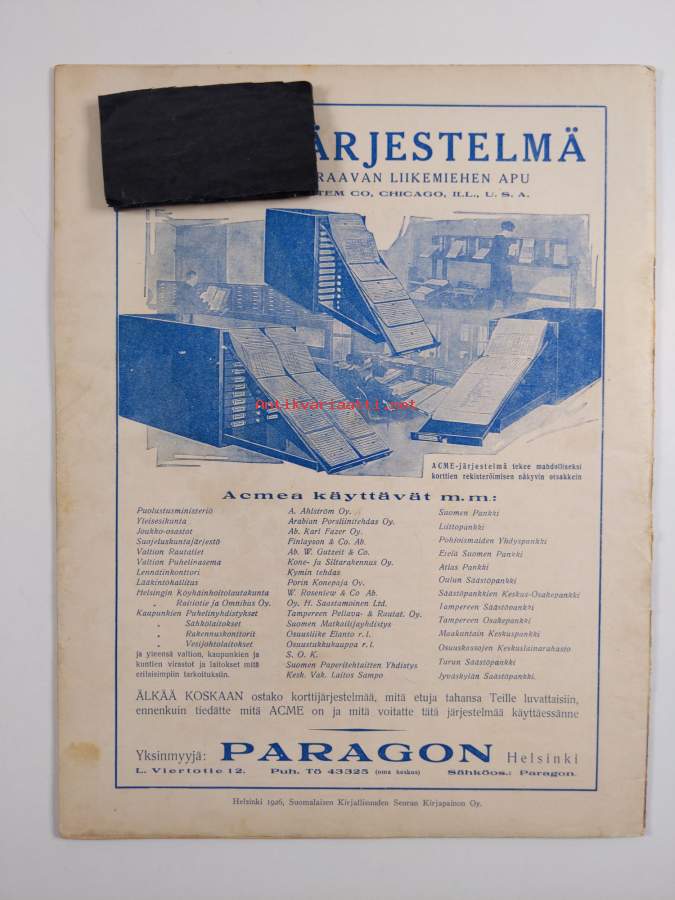 ÄRJESTELMÄ
RAAVAN LIIKEMIEHEN APU
TEM CO, CHICAGO, ILL., U. S. A.
Antikvariaatti.net
ACME-järjestelmä tekee mahdolliseksi
korttien rekisteröimisen näkyvin otsakkein
Acmea käyttävät m.m:
Puolustusministeriö
Yleisesikunta
Joukko-osastot
Suojeluskuntajärjestö
Valtion Rautatiet
Valtion Puhelinasema
Lennätinkonttori
Lääkintöhallitus
Helsingin Köyhäinhoitolautakunta
„ Raitiotie ja Omnibus Oy.
Kaupunkien Puhelinyhdistykset
„ Sähkölaitokset
„ Rakennuskonttorit
„ Vesijohtolaitokset
ja yleensä valtion, kaupunkien ja
kuntien virastot ja laitokset mitä
erilaisimpiin tarkoituksiin.
A. Ahlström Oy.
Arabian Porsliinitehdas Oy.
Ab. Karl Fazer Oy.
Finlayson & Co. Ab.
Ab. W. Gutzeit & Co.
Kone- ja Siltarakennus Oy.
Kymin tehdas
Porin Konepaja Oy.
W. Rosenlew & Co Ab.
Oy. H. Saastamoinen Ltd.
Tampereen Pellava- & Rautat. Oy.
Suomen Matkailijayhdistys
Osuusliike Elanto r. l.
Osuustukkukauppa r. l.
S. O. K.
Suomen Paperitehtaitten Yhdistys
Kesk. Vak. Laitos Sampo
Suomen Pankki
Liittopankki
Pohjoismaiden Yhdyspankki
Etelä Suomen Pankki
Atlas Pankki
Oulun Säästöpankki
Säästöpankkien Keskus-Osakepankki
Tampereen Säästöpankki
Tampereen Osakepankki
Maakuntain Keskuspankki
Osuuskassojen Keskuslainarahasto
Turun Säästöpankki
Jyväskylän Säästöpankki.
ÄLKÄÄ KOSKAAN ostako korttijärjestelmää, mitä etuja tahansa Teille luvattaisiin,
ennenkuin tiedätte mitä ACME on ja mitä voitatte tätä järjestelmää käyttäessänne
Yksinmyyjä: PARAGON Helsinki
L. Viertotie 12. Puh. Tö 43325 (oma keskus) Sähköos.: Paragon.
Helsinki 1926, Suomalaisen Kirjallisuuden Seuran Kirjapainon Oy.